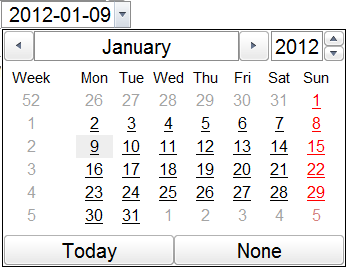 2012-01-09
January 2012
Week Mon Tue Wed Thu Fri Sat Sun
52 26 27 28 29 30 31 1
1 2 3 4 5 6 7 8
2 9 10 11 12 13 14 15
3 16 17 18 19 20 21 22
4 23 24 25 26 27 28 29
5 30 31 1 2 3 4 5
Today None